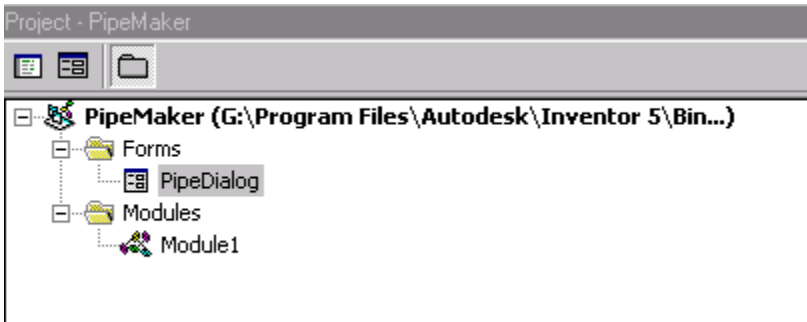 Project - PipeMaker
PipeMaker (G:\Program Files\Autodesk\Inventor 5\Bin...)
Forms
PipeDialog
Modules
Module1